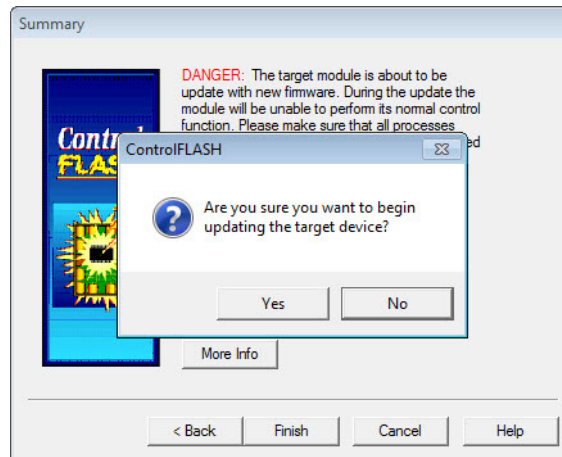 Summary
DANGER: The target module is about to be
update with new firmware. During the update the
module will be unable to perform its normal control
function. Please make sure that all processes
ed
ControlFLASH
Are you sure you want to begin
updating the target device?
Yes
No
More Info
< Back
Finish
Cancel
Help